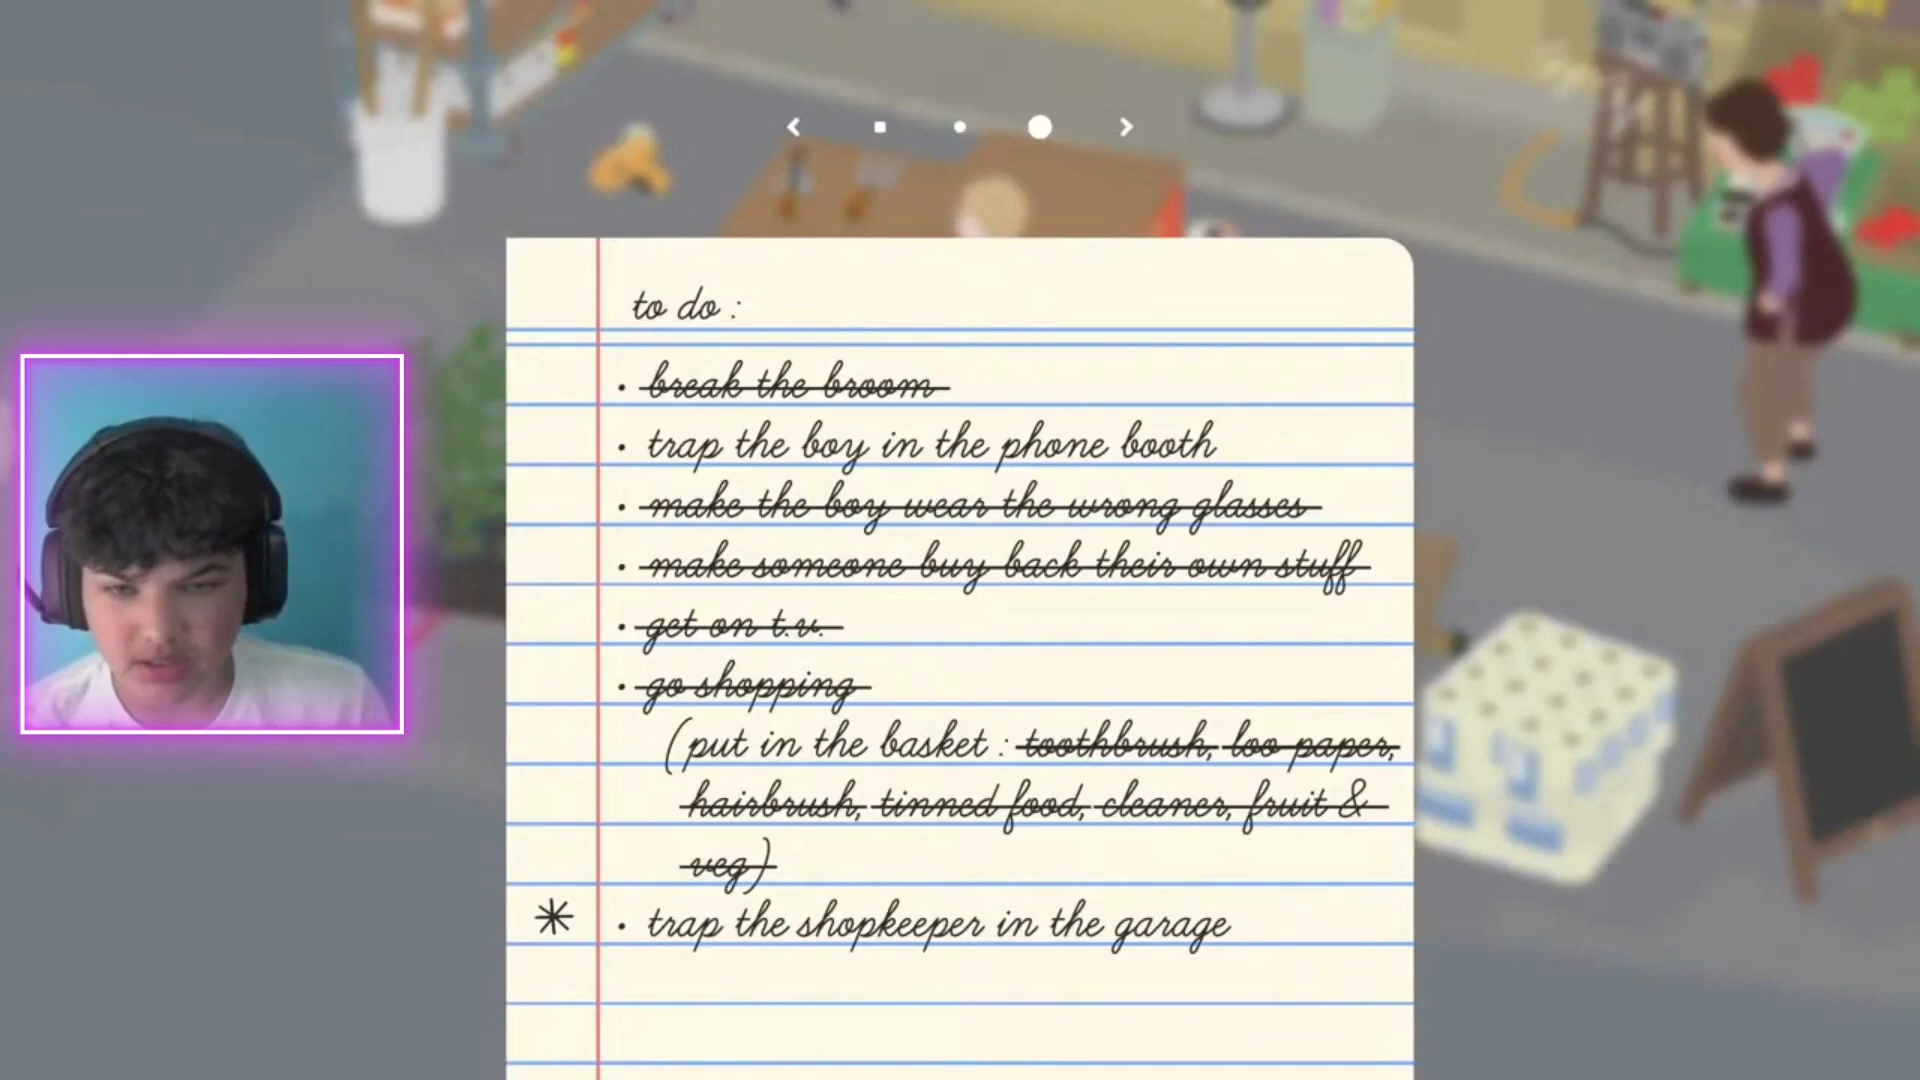 to do :
• break the broom
• trap the boy in the phone booth
• make the boy wear the wrong glasses
• make someone buy back their own stuff
• get on t.v.
• go shopping
(put in the basket : toothbrush, loo paper,
hairbrush, tinned food, cleaner, fruit &
veg)
* • trap the shopkeeper in the garage